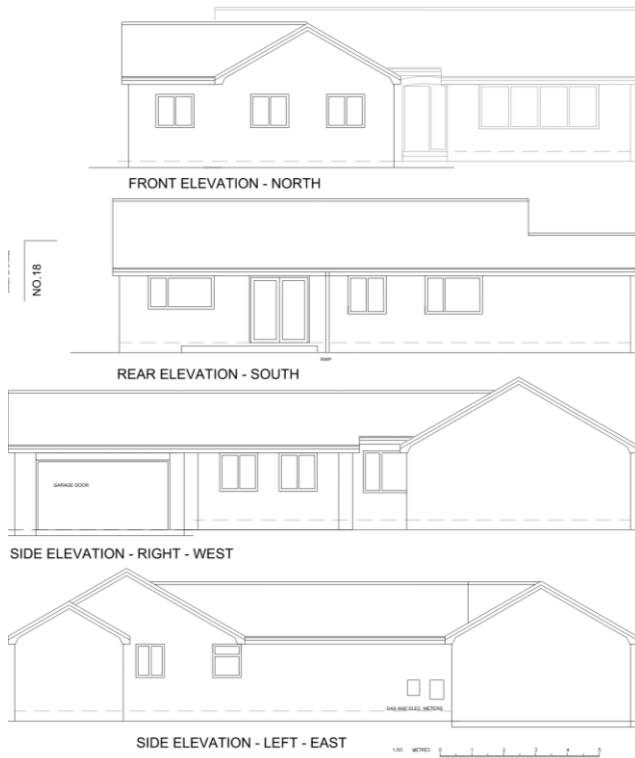 FRONT ELEVATION - NORTH
NO.18
RWP
REAR ELEVATION - SOUTH
GARAGE DOOR
SIDE ELEVATION - RIGHT - WEST
GAS AND ELEC. METERS
SIDE ELEVATION - LEFT - EAST
1:50 METRES 0 1 2 3 4 5